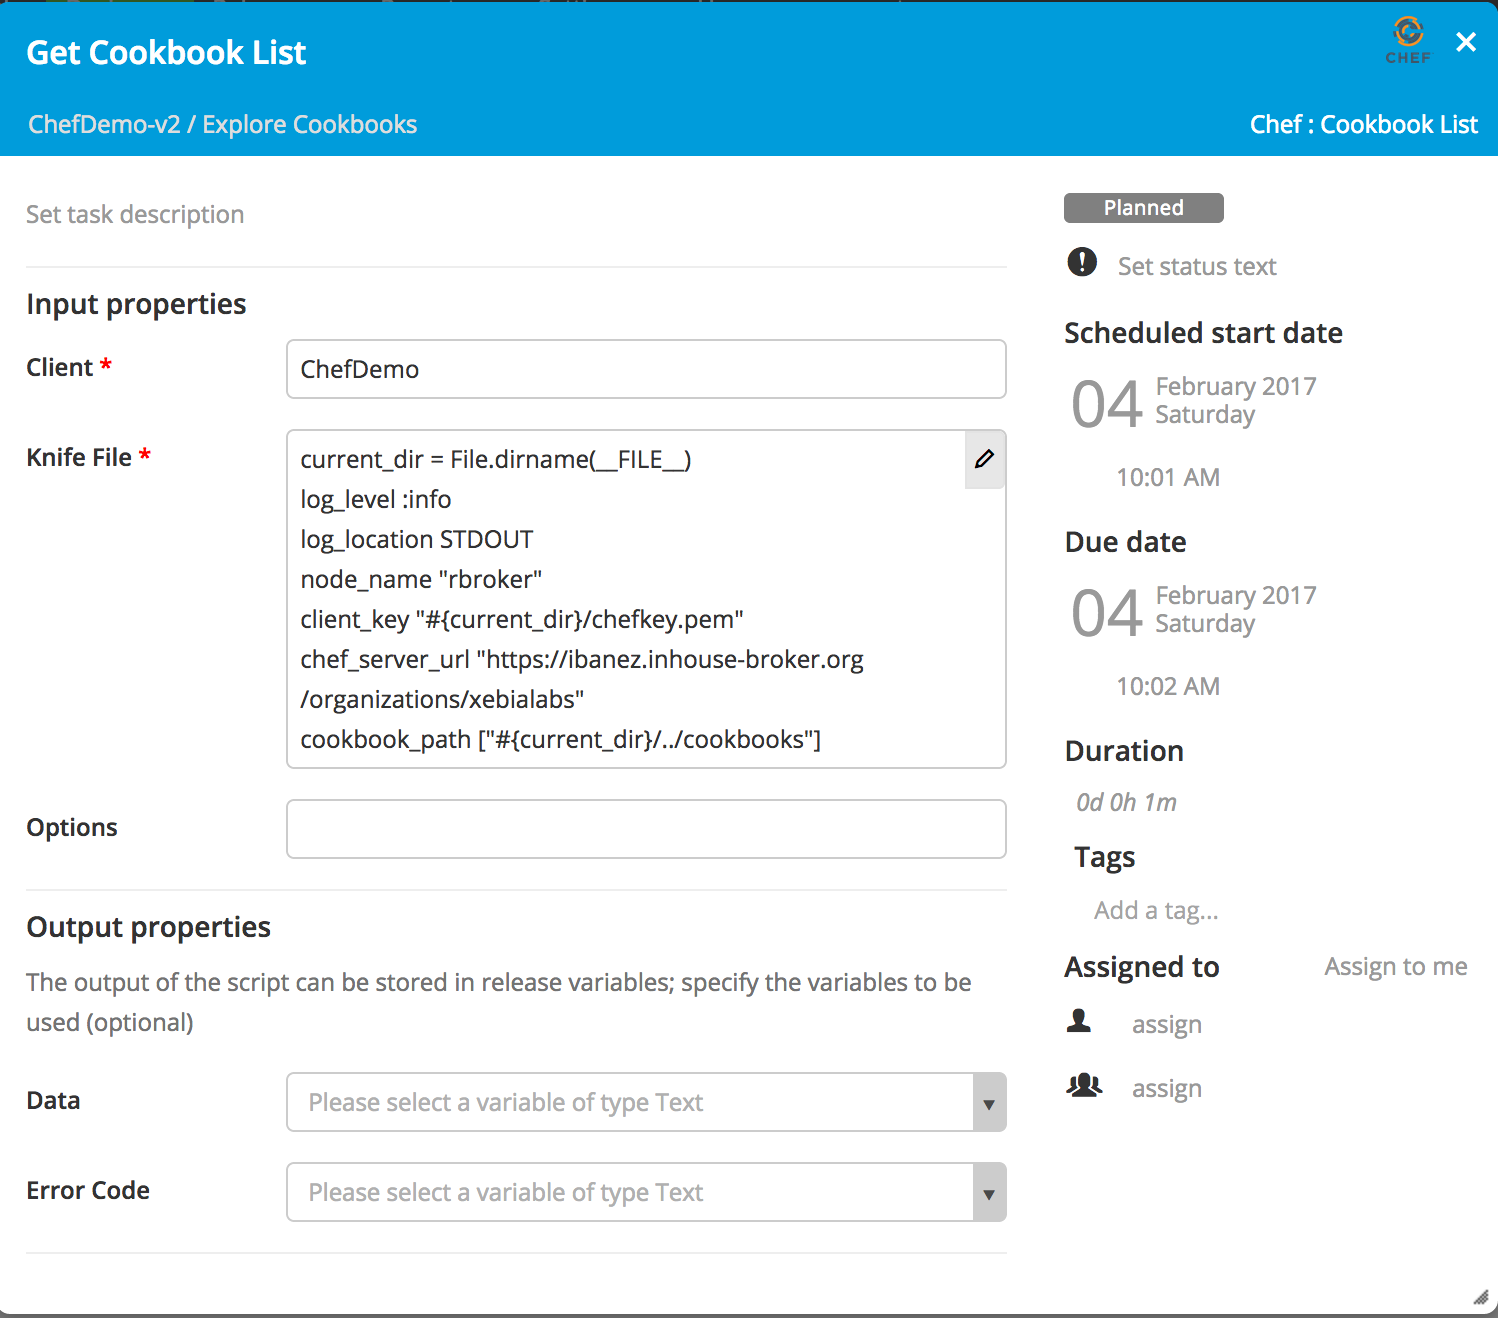 Get Cookbook List
CHEF
ChefDemo-v2 / Explore Cookbooks
Chef : Cookbook List
Set task description
Input properties
Client *
ChefDemo
Knife File *
current_dir = File.dirname(__FILE__)
log_level :info
log_location STDOUT
node_name "rbroker"
client_key "#{current_dir}/chefkey.pem"
chef_server_url "https://ibanez.inhouse-broker.org
/organizations/xebialabs"
cookbook_path ["#{current_dir}/../cookbooks"]
Options
Output properties
The output of the script can be stored in release variables; specify the variables to be
used (optional)
Data
Please select a variable of type Text
Error Code
Please select a variable of type Text
Planned
Set status text
Scheduled start date
04
February 2017
Saturday
10:01 AM
Due date
04
February 2017
Saturday
10:02 AM
Duration
0d 0h 1m
Tags
Add a tag...
Assigned to
Assign to me
assign
assign